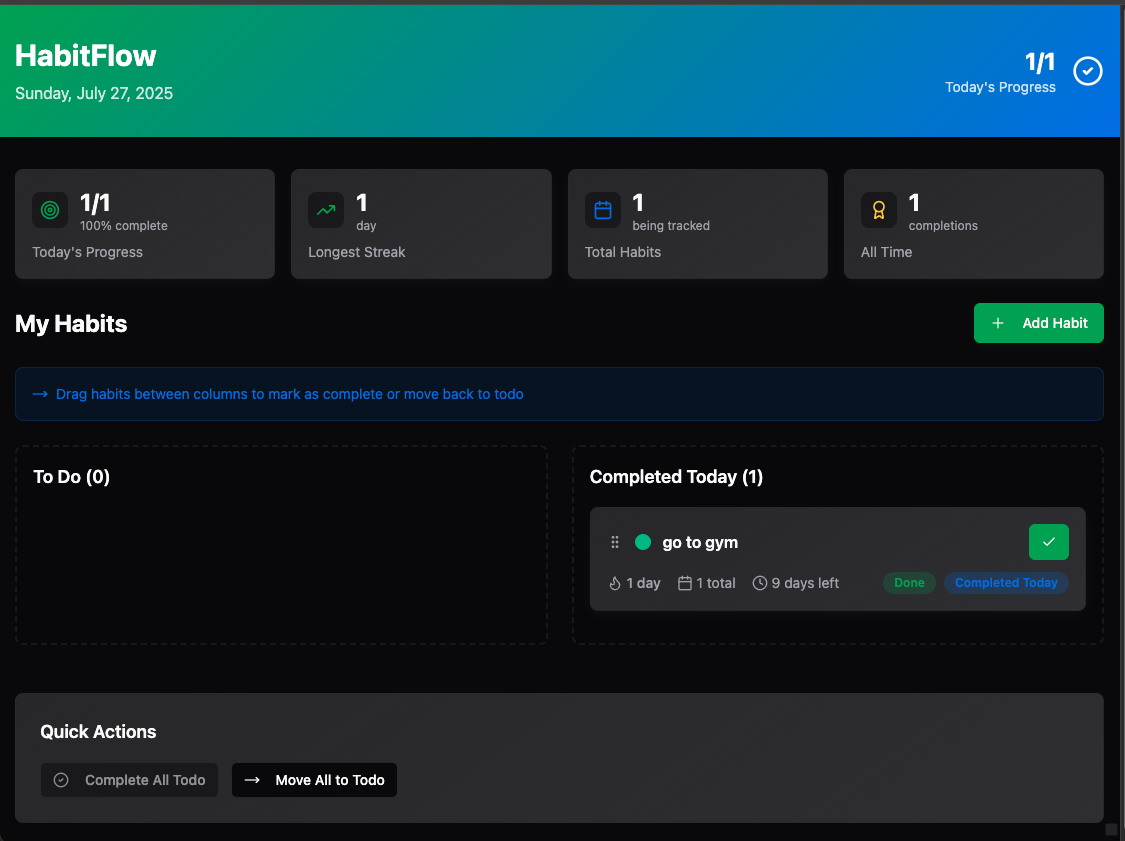 HabitFlow
Sunday, July 27, 2025
1/1
Today's Progress
1/1
100% complete
Today's Progress
1
day
Longest Streak
1
being tracked
Total Habits
1
completions
All Time
My Habits
Add Habit
Drag habits between columns to mark as complete or move back to todo
To Do (0)
Completed Today (1)
go to gym
1 day 1 total 9 days left Done Completed Today
Quick Actions
Complete All Todo
Move All to Todo